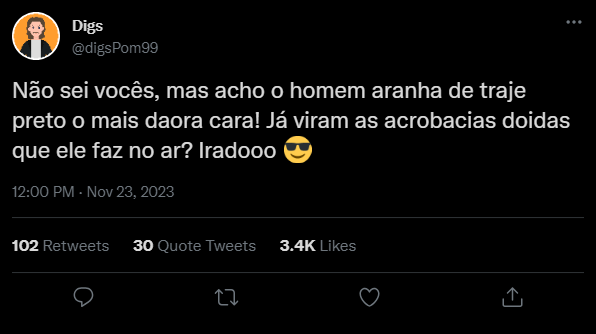 Digs
@digsPom99
Não sei vocês, mas acho o homem aranha de traje
preto o mais daora cara! Já viram as acrobacias doidas
que ele faz no ar? Iradooo 😎
12:00 PM · Nov 23, 2023
102 Retweets 30 Quote Tweets 3.4K Likes